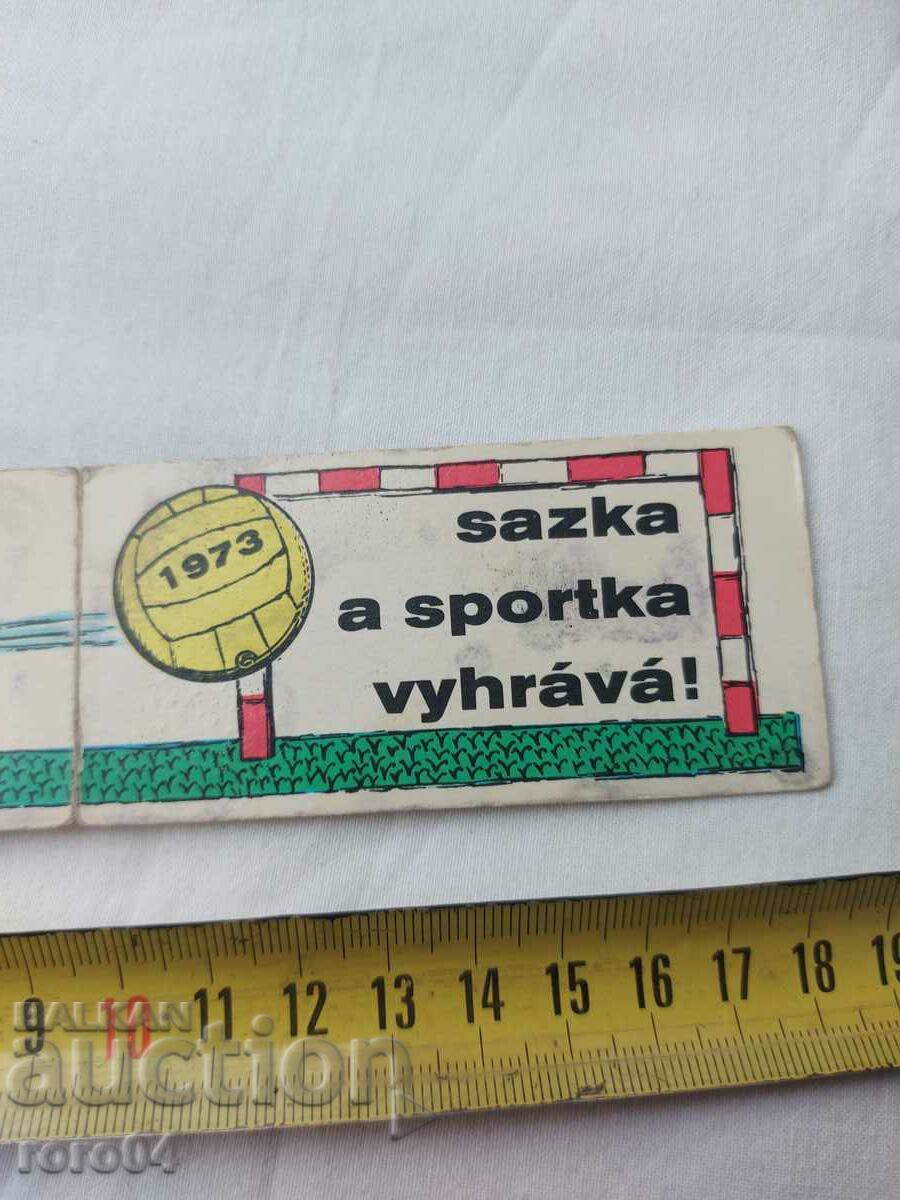 1973
sazka
a sportka
vyhrává!
9 10 11 12 13 14 15 16 17 18 19
BALKAN
auction
roro04